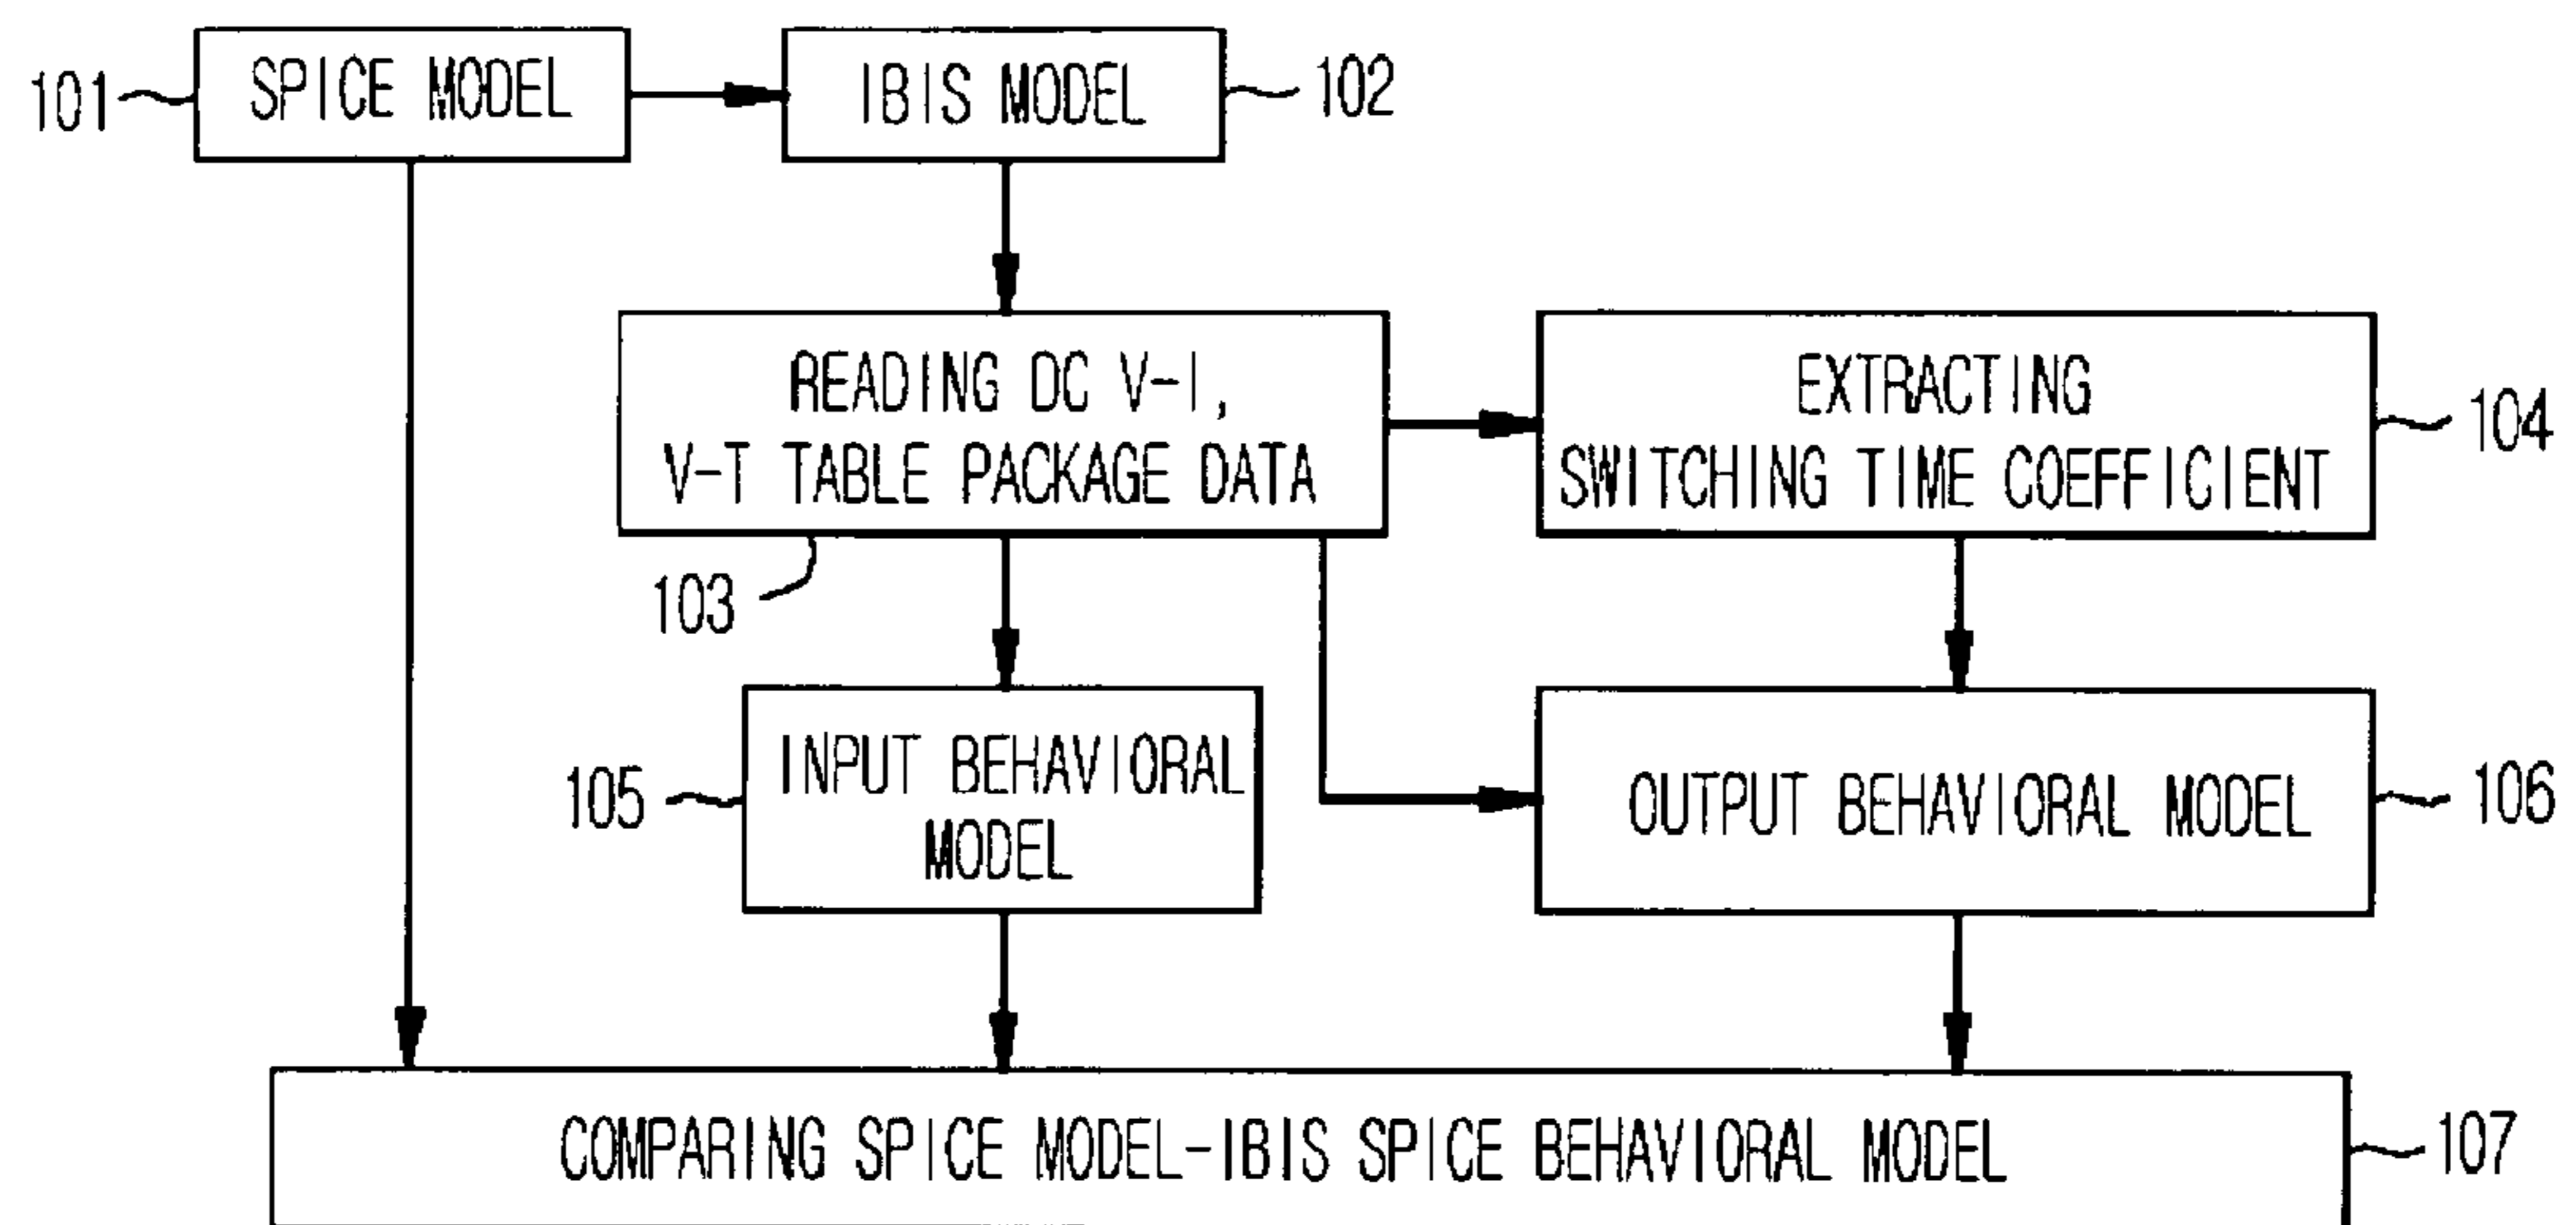 101
SPICE MODEL
IBIS MODEL
102
READING DC V-I,
V-T TABLE PACKAGE DATA
103
EXTRACTING
SWITCHING TIME COEFFICIENT
104
105
INPUT BEHAVIORAL
MODEL
OUTPUT BEHAVIORAL MODEL
106
COMPARING SPICE MODEL-IBIS SPICE BEHAVIORAL MODEL
107